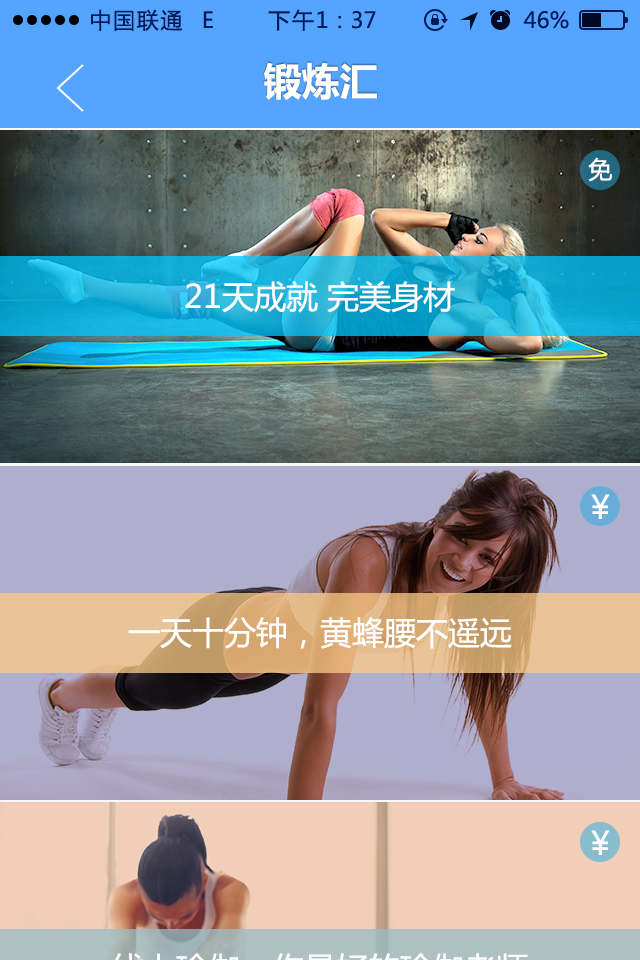 中国联通 E 下午1：37 46%
锻炼汇
免
21天成就 完美身材
¥
一天十分钟，黄蜂腰不遥远
¥